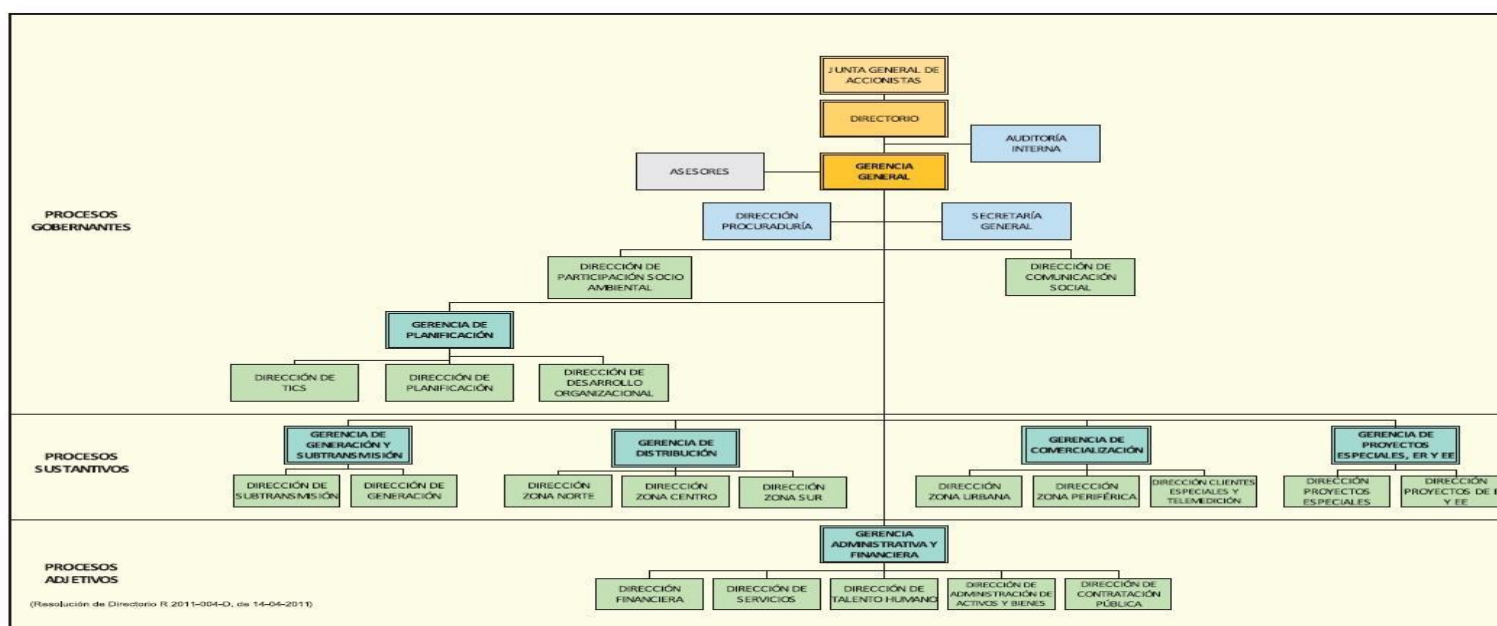 JUNTA GENERAL DE
ACCIONISTAS
DIRECTORIO
AUDITORÍA
INTERNA
ASESORES
GERENCIA
GENERAL
PROCESOS
GOBERNANTES
DIRECCIÓN
PROCURADURÍA
SECRETARÍA
GENERAL
DIRECCIÓN DE
PARTICIPACIÓN SOCIO
AMBIENTAL
DIRECCIÓN DE
COMUNICACIÓN
SOCIAL
GERENCIA DE
PLANIFICACIÓN
DIRECCIÓN DE
TICS
DIRECCIÓN DE
PLANIFICACIÓN
DIRECCIÓN DE
DESARROLLO
ORGANIZACIONAL
PROCESOS
SUSTANTIVOS
GERENCIA DE
GENERACIÓN Y
SUBTRANSMISIÓN
GERENCIA DE
DISTRIBUCIÓN
GERENCIA DE
COMERCIALIZACIÓN
GERENCIA DE
PROYECTOS
ESPECIALES, ER Y EE
DIRECCIÓN DE
SUBTRANSMISIÓN
DIRECCIÓN DE
GENERACIÓN
DIRECCIÓN
ZONA NORTE
DIRECCIÓN
ZONA CENTRO
DIRECCIÓN
ZONA SUR
DIRECCIÓN
ZONA URBANA
DIRECCIÓN
ZONA PERIFÉRICA
DIRECCIÓN CLIENTES
ESPECIALES Y
TELEMEDICIÓN
DIRECCIÓN
PROYECTOS
ESPECIALES
DIRECCIÓN
PROYECTOS DE
Y EE
PROCESOS
ADJETIVOS
GERENCIA
ADMINISTRATIVA Y
FINANCIERA
DIRECCIÓN
FINANCIERA
DIRECCIÓN DE
SERVICIOS
DIRECCIÓN DE
TALENTO HUMANO
DIRECCIÓN DE
ADMINISTRACIÓN DE
ACTIVOS Y BIENES
DIRECCIÓN DE
CONTRATACIÓN
PÚBLICA
(Resolución de Directorio R 2011-004-D, de 14-04-2011)